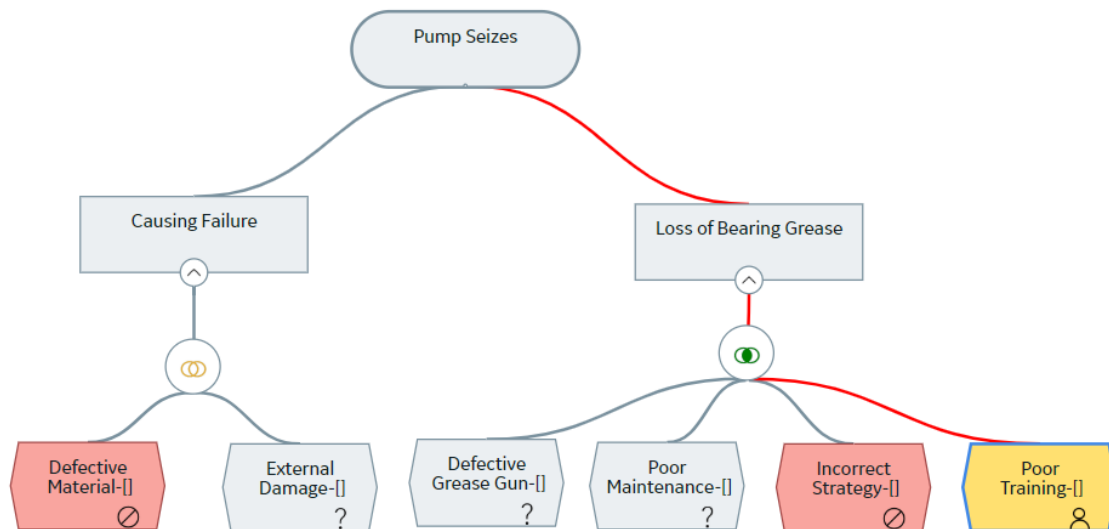 Pump Seizes
Causing Failure
Loss of Bearing Grease
Defective
Material-[]
External
Damage-[]
?
Defective
Grease Gun-[]
?
Poor
Maintenance-[]
?
Incorrect
Strategy-[]
Poor
Training-[]